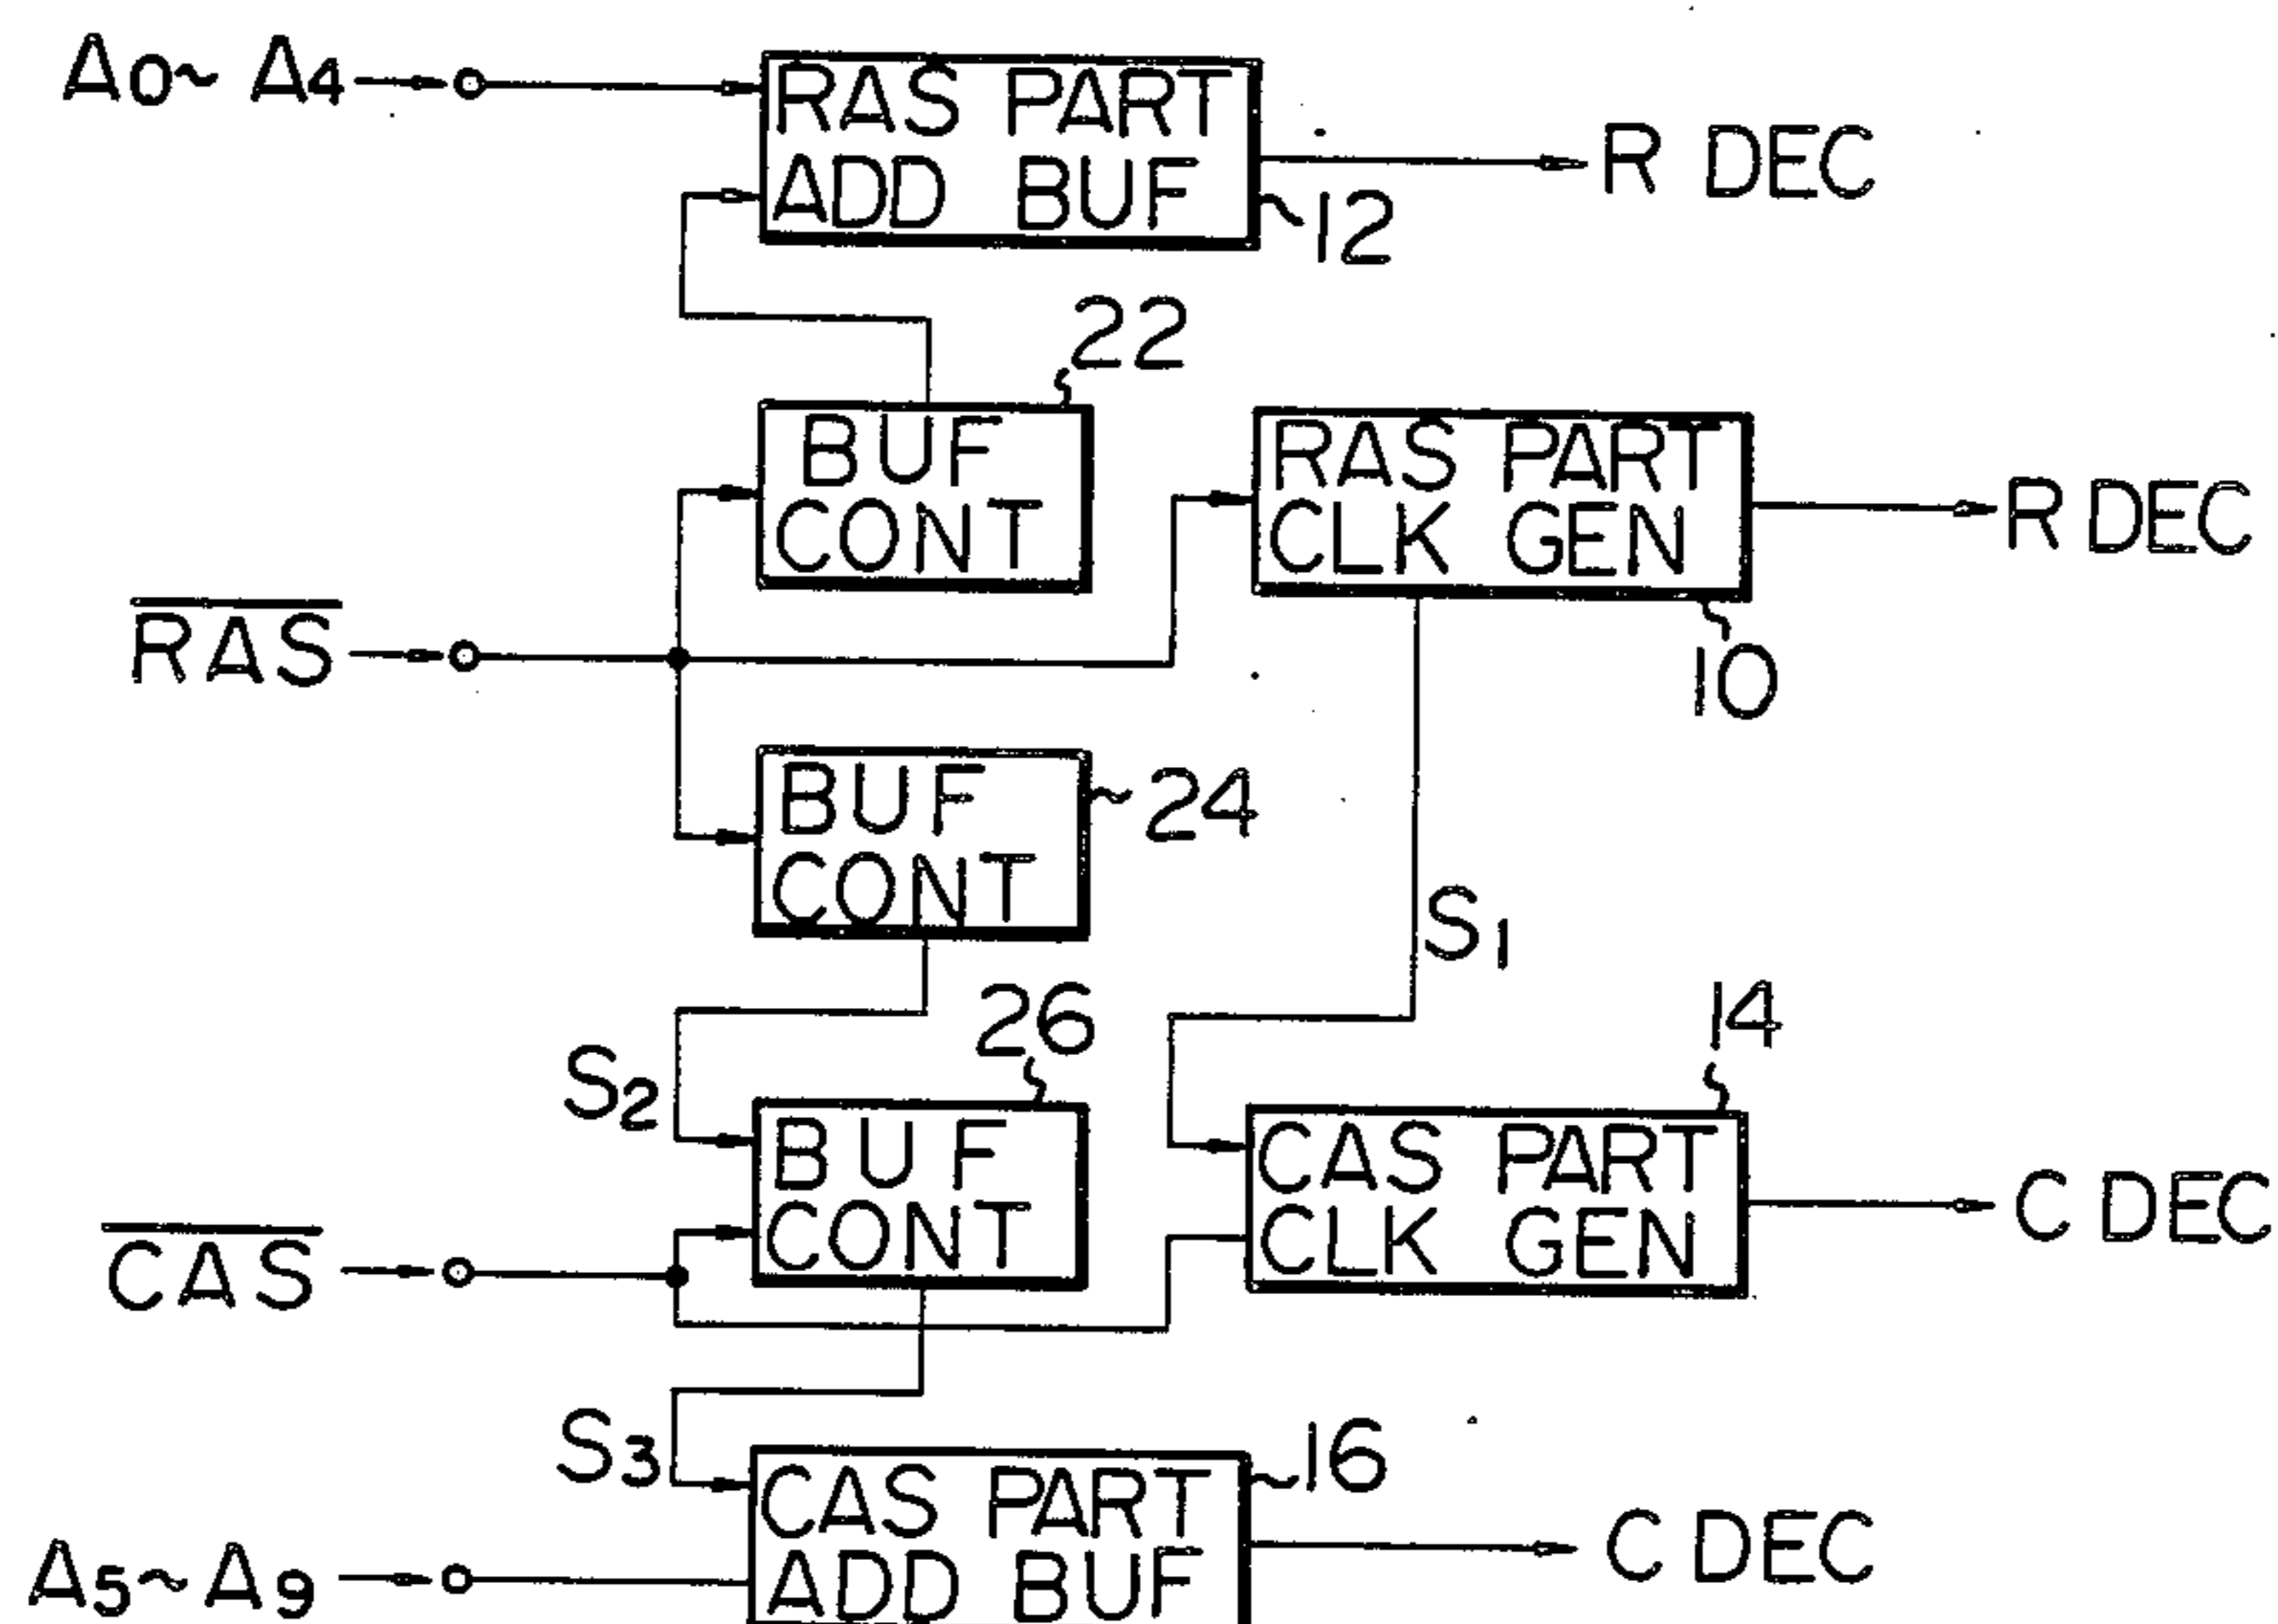 A0~A4
RAS PART
ADD BUF
R DEC
12
22
BUF
CONT
RAS PART
CLK GEN
R DEC
10
R̅A̅S̅
BUF
CONT
24
S1
S2
26
14
BUF
CONT
CAS PART
CLK GEN
C DEC
C̅A̅S̅
S3
16
CAS PART
ADD BUF
C DEC
A5~A9